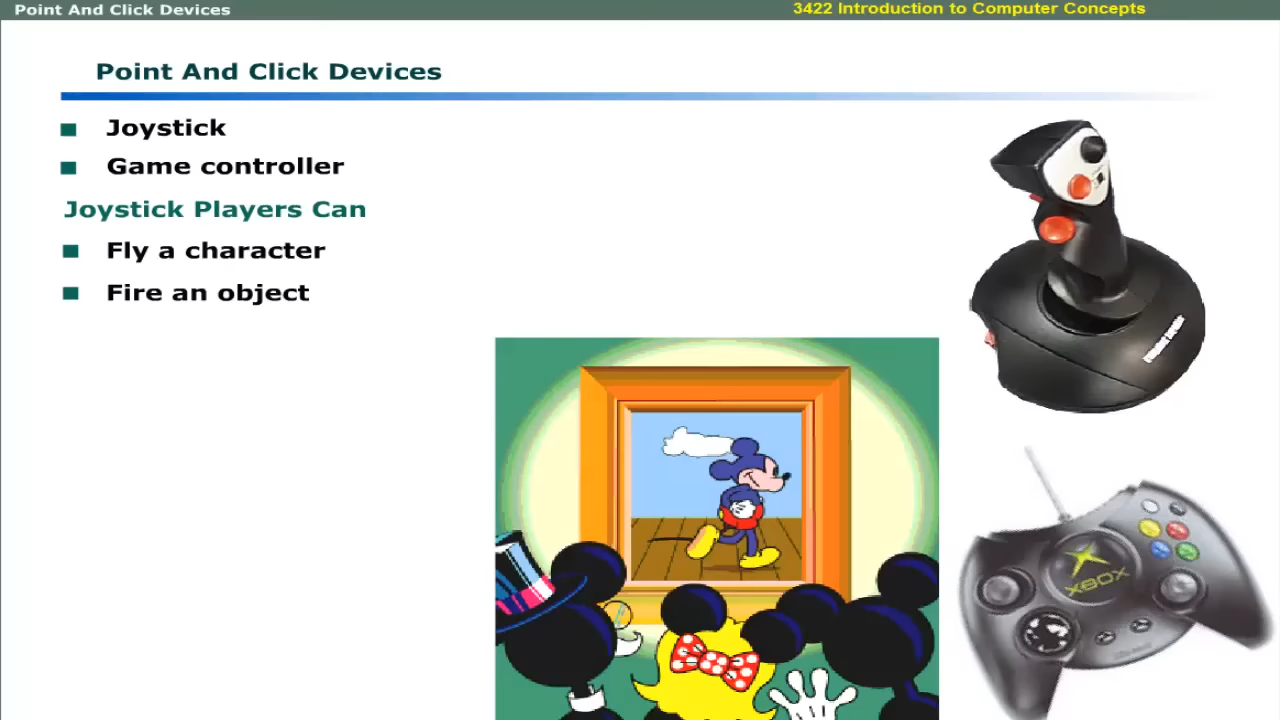 Point And Click Devices
3422 Introduction to Computer Concepts
Point And Click Devices
Joystick
Game controller
Joystick Players Can
Fly a character
Fire an object
XBOX